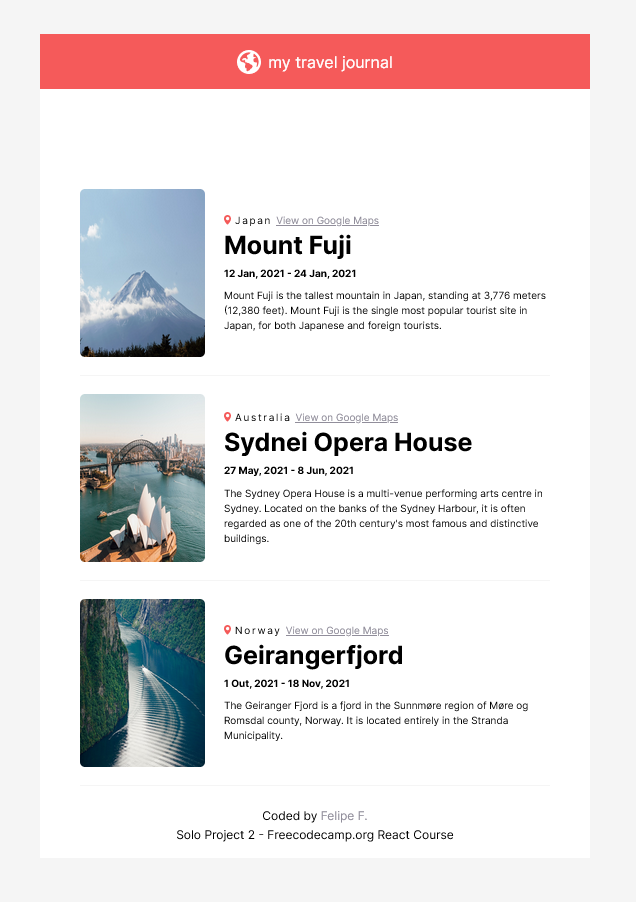 my travel journal
Japan View on Google Maps
Mount Fuji
12 Jan, 2021 - 24 Jan, 2021
Mount Fuji is the tallest mountain in Japan, standing at 3,776 meters
(12,380 feet). Mount Fuji is the single most popular tourist site in
Japan, for both Japanese and foreign tourists.
Australia View on Google Maps
Sydnei Opera House
27 May, 2021 - 8 Jun, 2021
The Sydney Opera House is a multi-venue performing arts centre in
Sydney. Located on the banks of the Sydney Harbour, it is often
regarded as one of the 20th century's most famous and distinctive
buildings.
Norway View on Google Maps
Geirangerfjord
1 Out, 2021 - 18 Nov, 2021
The Geiranger Fjord is a fjord in the Sunnmøre region of Møre og
Romsdal county, Norway. It is located entirely in the Stranda
Municipality.
Coded by Felipe F.
Solo Project 2 - Freecodecamp.org React Course